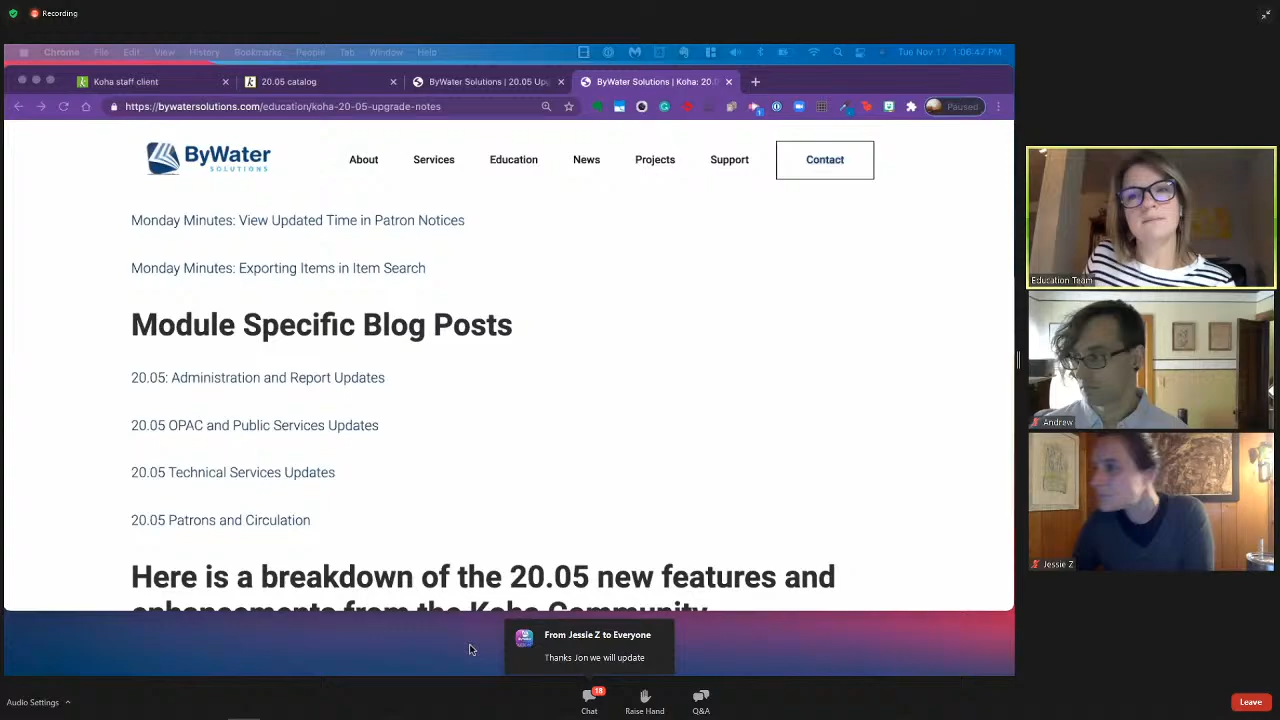 Recording
Chrome File Edit View History Bookmarks People Tab Window Help
Tue Nov 17 1:06:47 PM
Koha staff client
20.05 catalog
ByWater Solutions | 20.05 Upg
ByWater Solutions | Koha: 20.0
https://bywatersolutions.com/education/koha-20-05-upgrade-notes
Paused
ByWater
SOLUTIONS
About Services Education News Projects Support Contact
Monday Minutes: View Updated Time in Patron Notices
Monday Minutes: Exporting Items in Item Search
Module Specific Blog Posts
20.05: Administration and Report Updates
20.05 OPAC and Public Services Updates
20.05 Technical Services Updates
20.05 Patrons and Circulation
Here is a breakdown of the 20.05 new features and
enhancements from the Koha Community
From Jessie Z to Everyone
Thanks Jon we will update
Education Team
Andrew
Jessie Z
Audio Settings
18
Chat
Raise Hand
Q&A
Leave